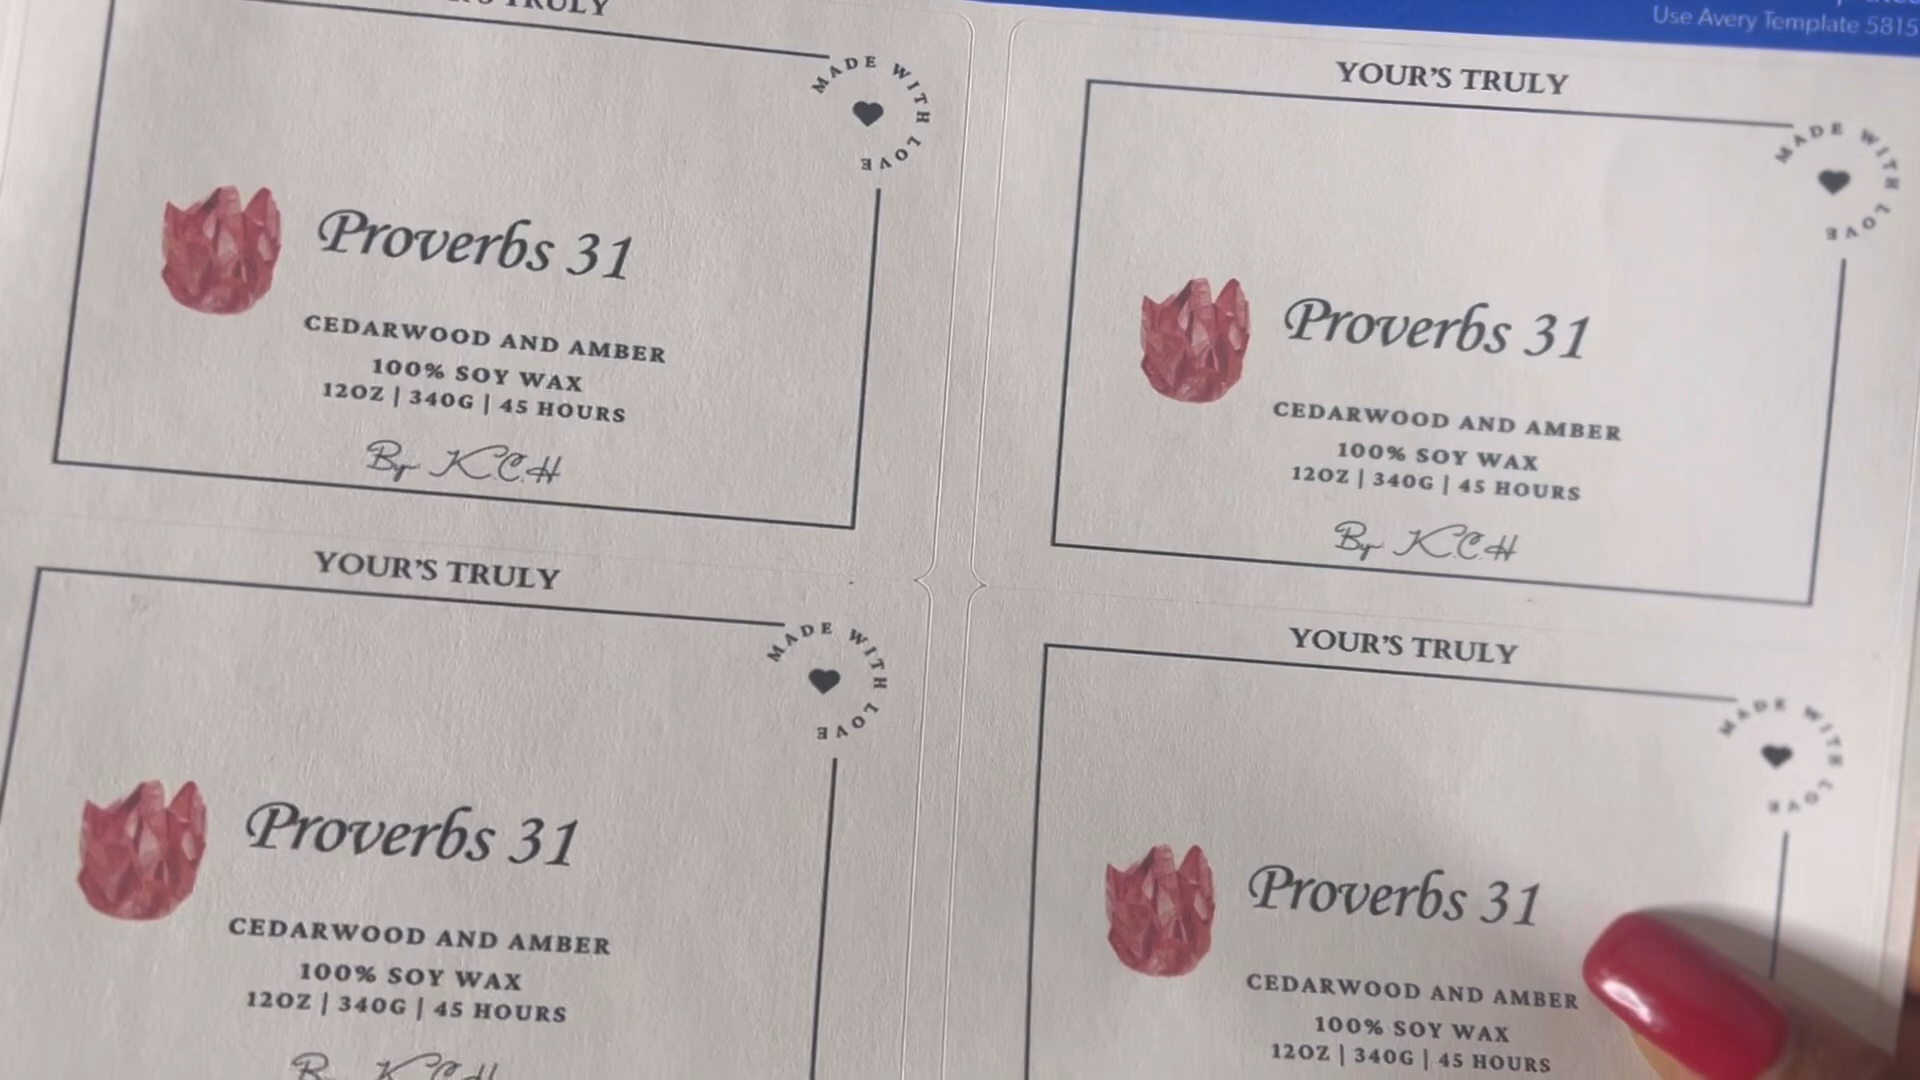 Use Avery Template 5815
TRULY
MADE WITH LOVE
Proverbs 31
CEDARWOOD AND AMBER
100% SOY WAX
12OZ | 340G | 45 HOURS
By K.C.H
YOUR'S TRULY
MADE WITH LOVE
Proverbs 31
CEDARWOOD AND AMBER
100% SOY WAX
12OZ | 340G | 45 HOURS
By K.C.H
YOUR'S TRULY
MADE WITH LOVE
Proverbs 31
CEDARWOOD AND AMBER
100% SOY WAX
12OZ | 340G | 45 HOURS
By K.C.H
YOUR'S TRULY
MADE WITH LOVE
Proverbs 31
CEDARWOOD AND AMBER
100% SOY WAX
12OZ | 340G | 45 HOURS